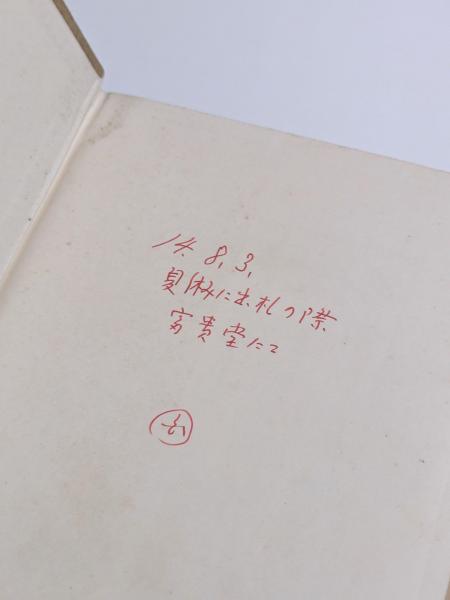 14. 8, 3,
夏休みに出札の際
富貴堂にて